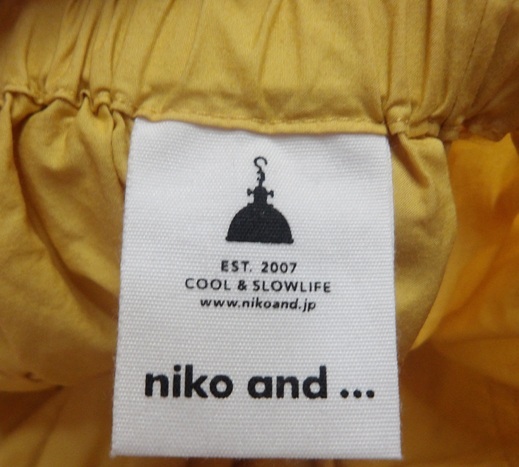 EST. 2007
COOL & SLOWLIFE
www.nikoand.jp
niko and ...